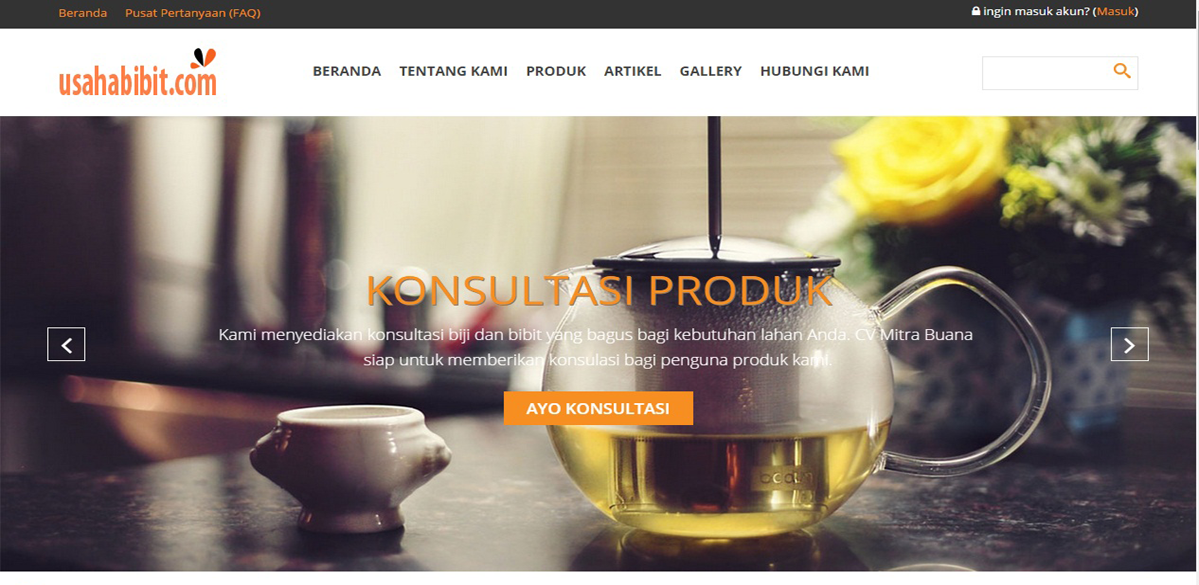 Beranda Pusat Pertanyaan (FAQ) ingin masuk akun? (Masuk)
usahabibit.com BERANDA TENTANG KAMI PRODUK ARTIKEL GALLERY HUBUNGI KAMI
KONSULTASI PRODUK
Kami menyediakan konsultasi biji dan bibit yang bagus bagi kebutuhan lahan Anda. CV Mitra Buana
siap untuk memberikan konsulasi bagi penguna produk kami.
AYO KONSULTASI